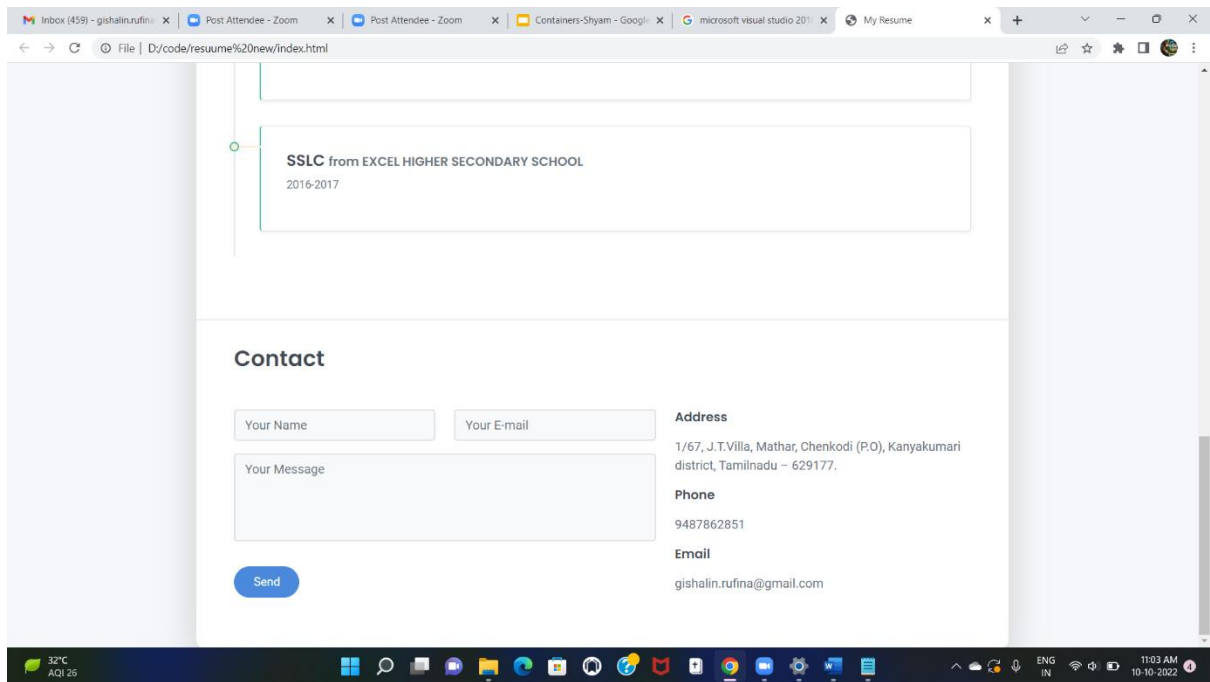 Inbox (459) - gishalin.rufina
Post Attendee - Zoom
Post Attendee - Zoom
Containers-Shyam - Google
microsoft visual studio 201
My Resume
File | D:/code/resuume%20new/index.html
SSLC from EXCEL HIGHER SECONDARY SCHOOL
2016-2017
Contact
Your Name
Your E-mail
Your Message
Send
Address
1/67, J.T.Villa, Mathar, Chenkodi (P.O), Kanyakumari
district, Tamilnadu – 629177.
Phone
9487862851
Email
gishalin.rufina@gmail.com
32°C
AQI 26
ENG
IN
11:03 AM
10-10-2022
4